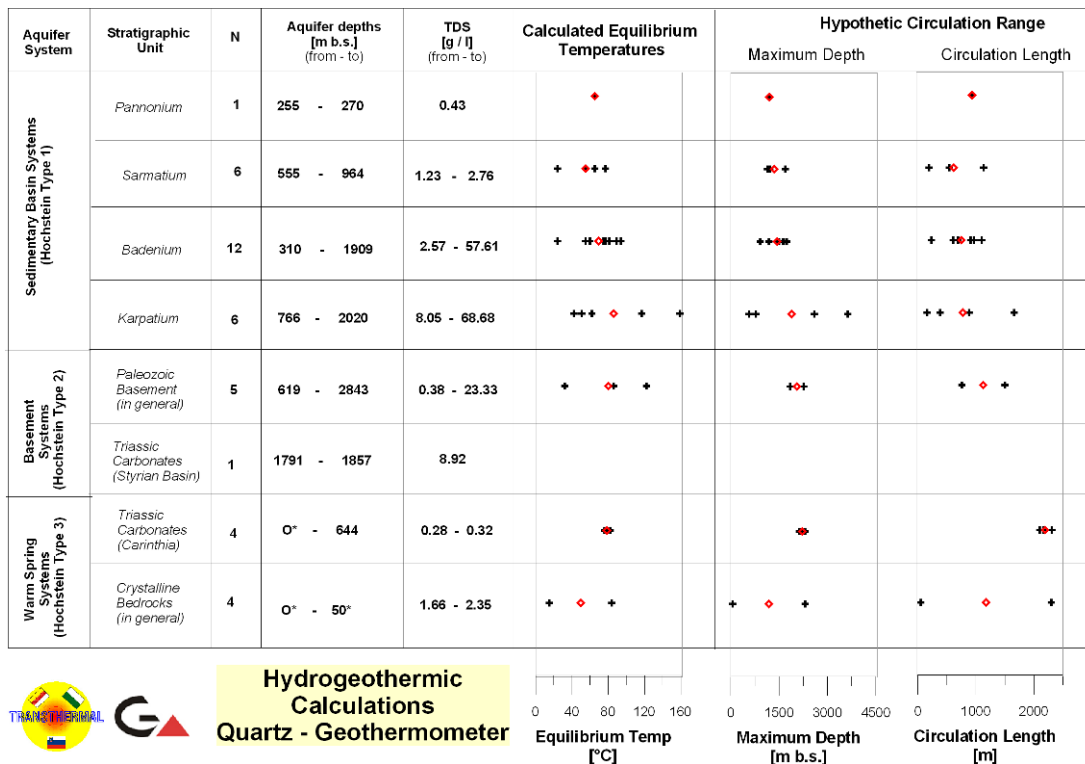 Aquifer
System
Stratigraphic
Unit
N
Aquifer depths
[m b.s.]
(from - to)
TDS
[g / l]
(from - to)
Calculated Equilibrium
Temperatures
Hypothetic Circulation Range
Maximum Depth
Circulation Length
Sedimentary Basin Systems
(Hochstein Type 1)
Pannonium 1 255 - 270 0.43
Sarmatium 6 555 - 964 1.23 - 2.76
Badenium 12 310 - 1909 2.57 - 57.61
Karpatium 6 766 - 2020 8.05 - 68.68
Basement
Systems
(Hochstein Type 2)
Paleozoic
Basement
(in general)
5 619 - 2843 0.38 - 23.33
Triassic
Carbonates
(Styrian Basin)
1 1791 - 1857 8.92
Warm Spring
Systems
(Hochstein Type 3)
Triassic
Carbonates
(Carinthia)
4 O* - 644 0.28 - 0.32
Crystalline
Bedrocks
(in general)
4 O* - 50* 1.66 - 2.35
TRANSTHERMAL
Hydrogeothermic
Calculations
Quartz - Geothermometer
0 40 80 120 160
Equilibrium Temp
[°C]
0 1500 3000 4500
Maximum Depth
[m b.s.]
0 1000 2000
Circulation Length
[m]